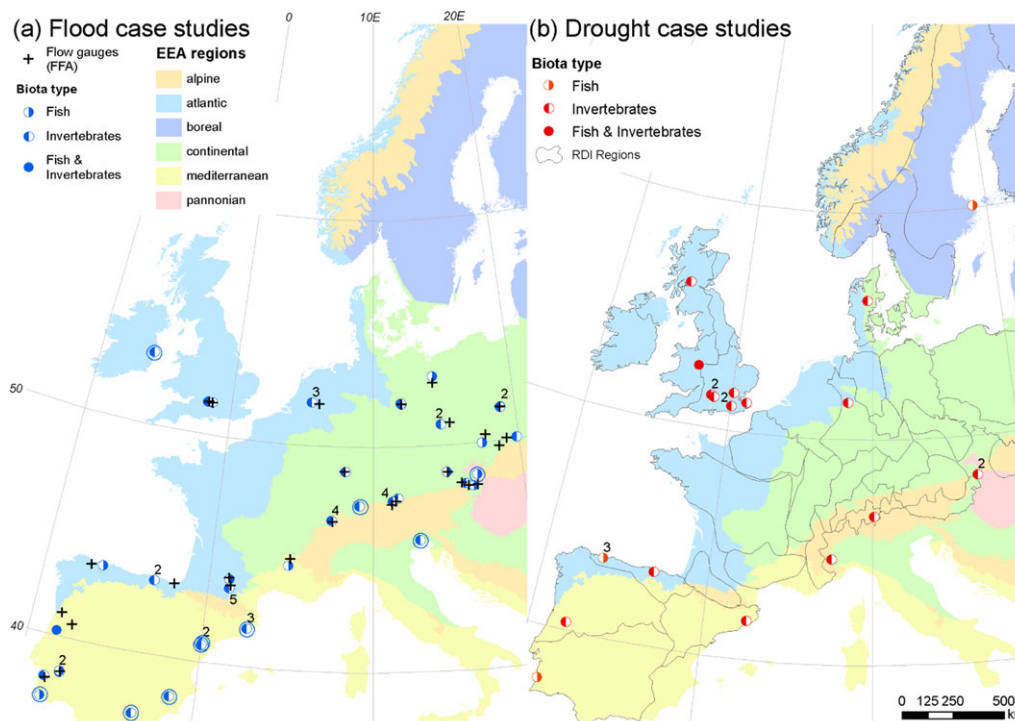 (a) Flood case studies
0
10E
20E
Flow gauges
(FFA)
Biota type
Fish
Invertebrates
Fish &
Invertebrates
EEA regions
alpine
atlantic
boreal
continental
mediterranean
pannonian
50
40
3
2
2
4
4
2
5
2
3
2
(b) Drought case studies
Biota type
Fish
Invertebrates
Fish & Invertebrates
RDI Regions
2
2
2
3
0 125 250 500
k